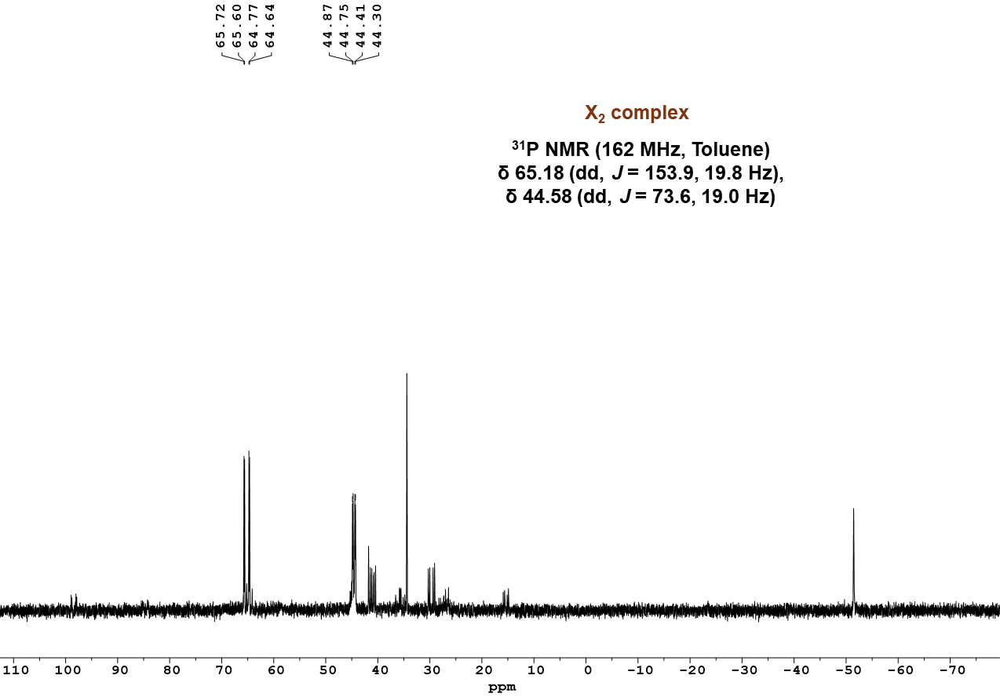 65.72
65.60
64.77
64.64
44.87
44.75
44.41
44.30
X₂ complex
³¹P NMR (162 MHz, Toluene)
δ 65.18 (dd, J = 153.9, 19.8 Hz),
δ 44.58 (dd, J = 73.6, 19.0 Hz)
110 100 90 80 70 60 50 40 30 20 10 0 -10 -20 -30 -40 -50 -60 -70
ppm